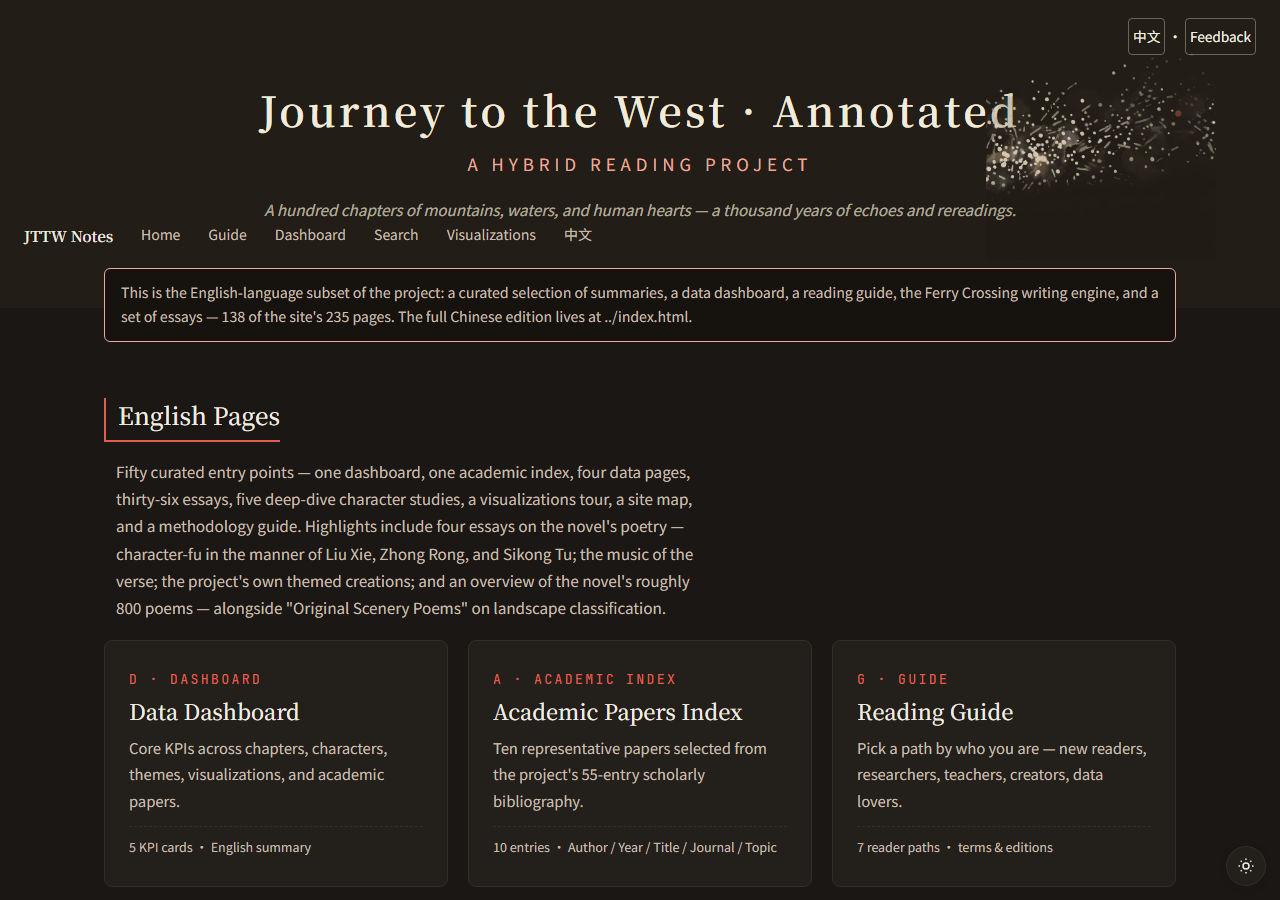 中文 • Feedback
Journey to the West · Annotated
A HYBRID READING PROJECT
A hundred chapters of mountains, waters, and human hearts — a thousand years of echoes and rereadings.
JTTW Notes Home Guide Dashboard Search Visualizations 中文
This is the English-language subset of the project: a curated selection of summaries, a data dashboard, a reading guide, the Ferry Crossing writing engine, and a
set of essays — 138 of the site's 235 pages. The full Chinese edition lives at ../index.html.
English Pages
Fifty curated entry points — one dashboard, one academic index, four data pages,
thirty-six essays, five deep-dive character studies, a visualizations tour, a site map,
and a methodology guide. Highlights include four essays on the novel's poetry —
character-fu in the manner of Liu Xie, Zhong Rong, and Sikong Tu; the music of the
verse; the project's own themed creations; and an overview of the novel's roughly
800 poems — alongside "Original Scenery Poems" on landscape classification.
D · DASHBOARD
Data Dashboard
Core KPIs across chapters, characters,
themes, visualizations, and academic
papers.
5 KPI cards • English summary
A · ACADEMIC INDEX
Academic Papers Index
Ten representative papers selected from
the project's 55-entry scholarly
bibliography.
10 entries • Author / Year / Title / Journal / Topic
G · GUIDE
Reading Guide
Pick a path by who you are — new readers,
researchers, teachers, creators, data
lovers.
7 reader paths • terms & editions